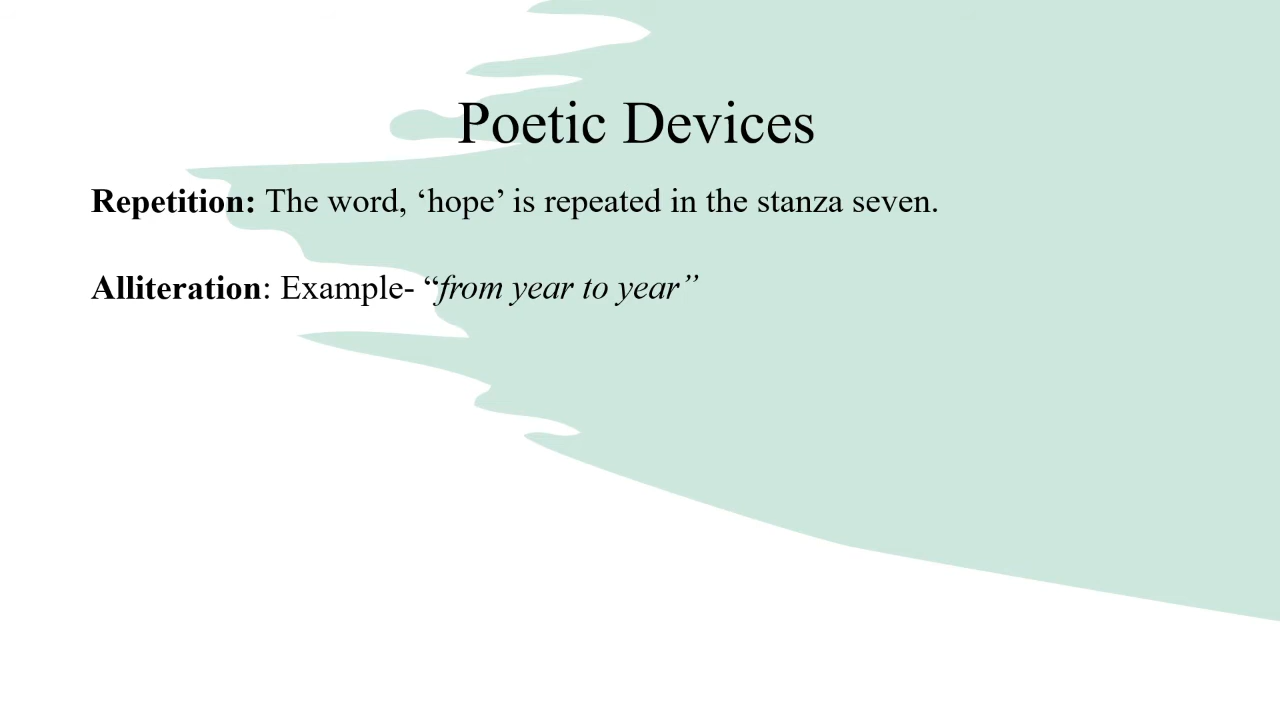 Poetic Devices
Repetition: The word, ‘hope’ is repeated in the stanza seven.
Alliteration: Example- “from year to year”